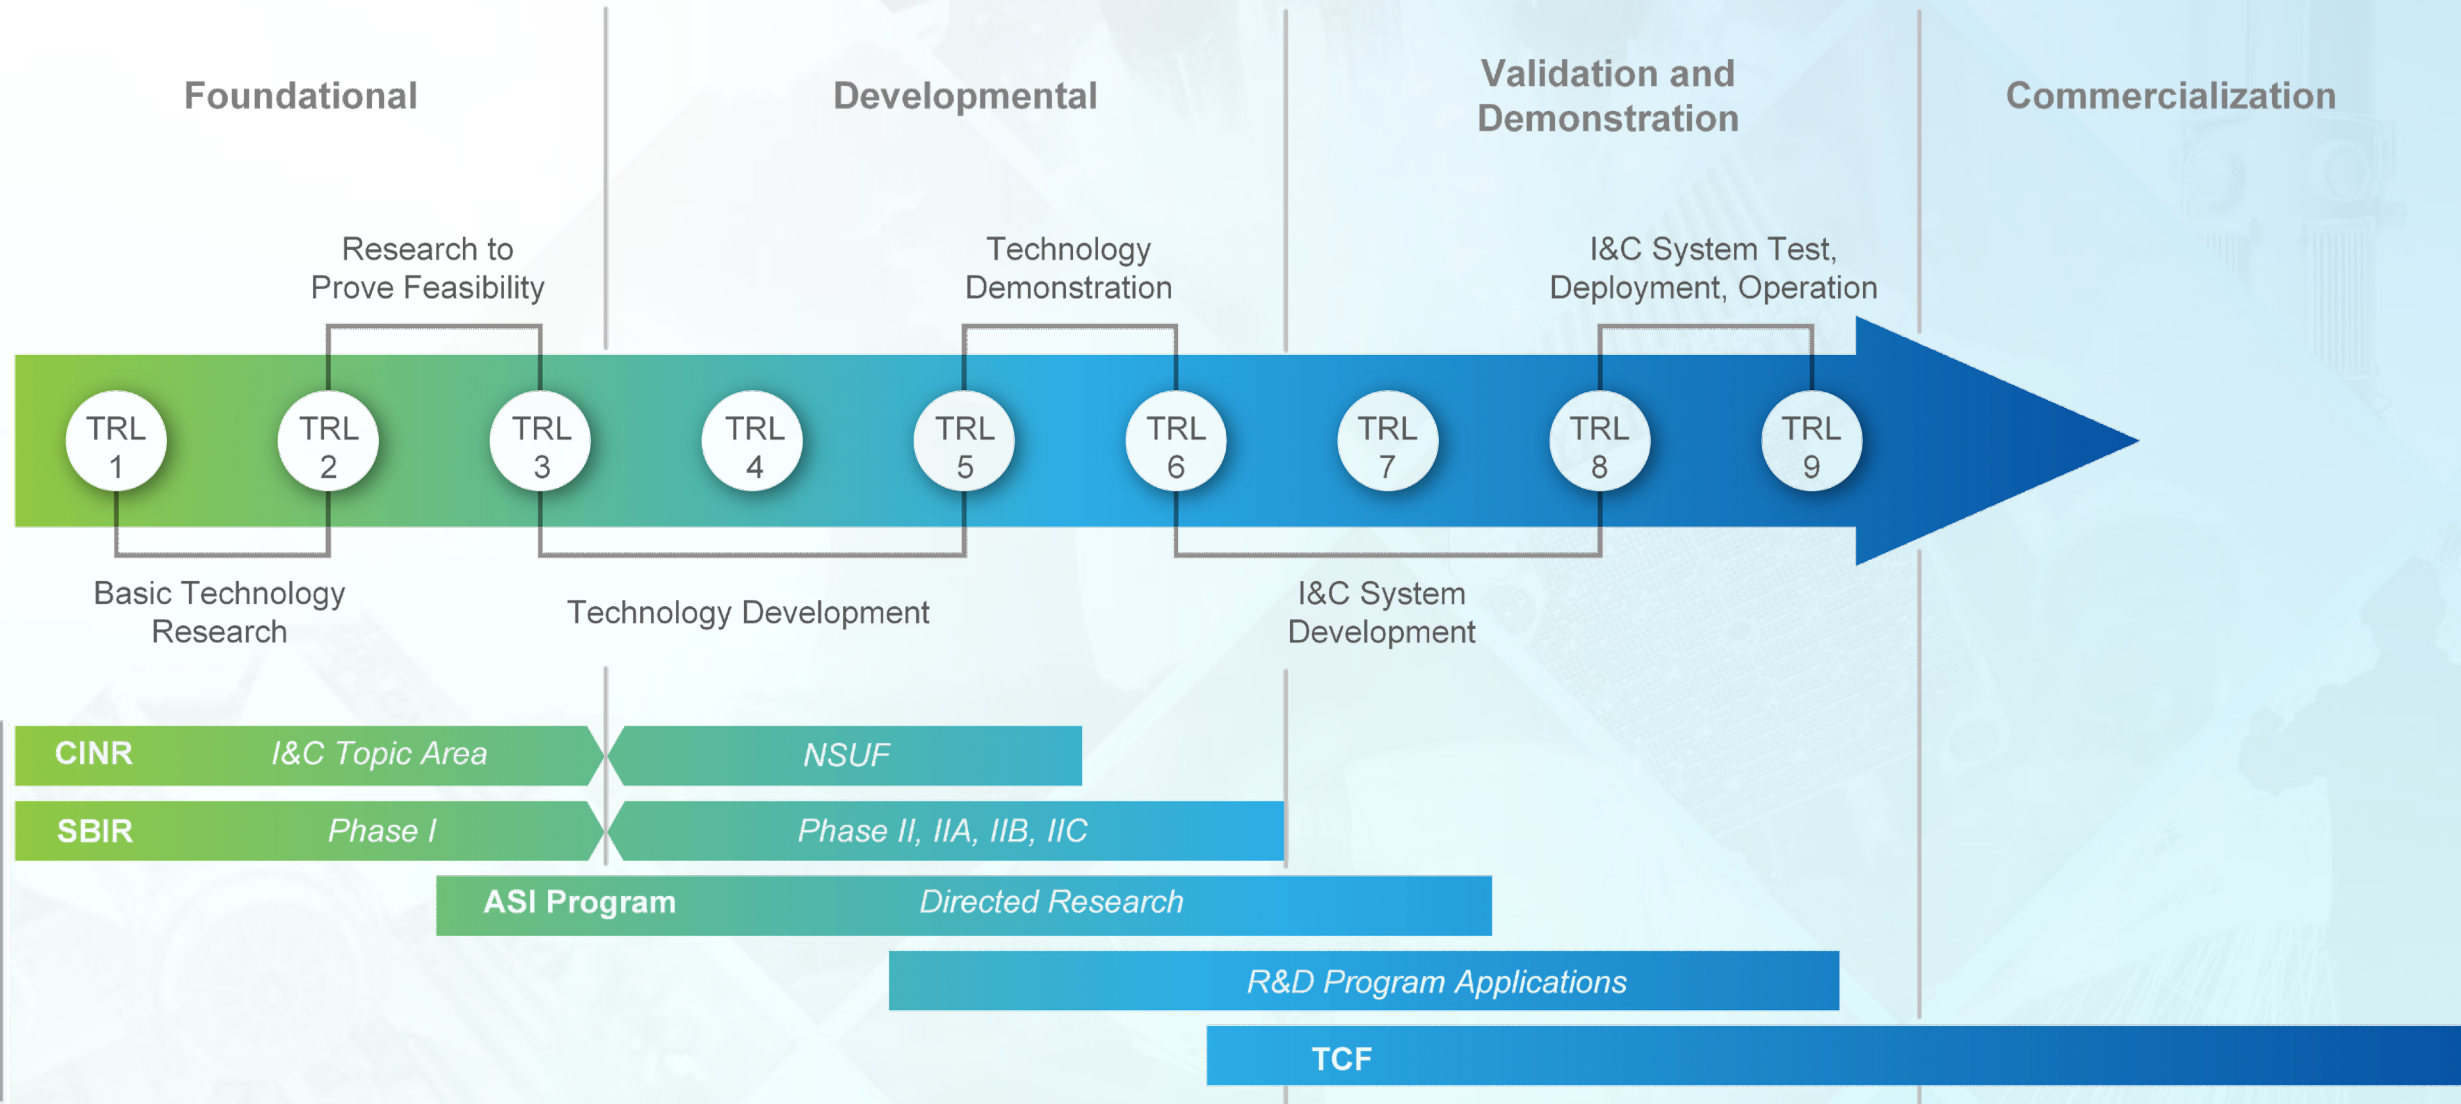 Foundational
Developmental
Validation and
Demonstration
Commercialization
Research to
Prove Feasibility
Technology
Demonstration
I&C System Test,
Deployment, Operation
TRL
1
TRL
2
TRL
3
TRL
4
TRL
5
TRL
6
TRL
7
TRL
8
TRL
9
Basic Technology
Research
Technology Development
I&C System
Development
CINR I&C Topic Area NSUF
SBIR Phase I Phase II, IIA, IIB, IIC
ASI Program Directed Research
R&D Program Applications
TCF